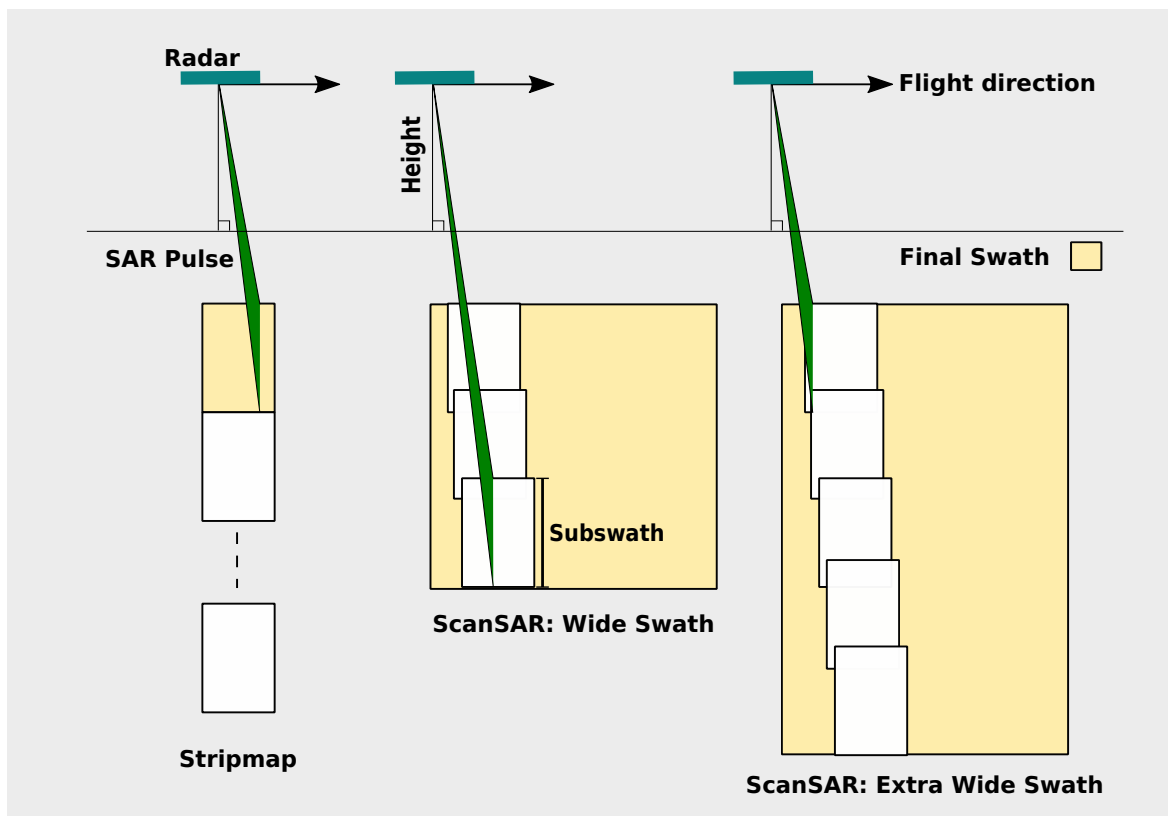 Radar
Flight direction
Height
SAR Pulse
Final Swath
Subswath
ScanSAR: Wide Swath
Stripmap
ScanSAR: Extra Wide Swath